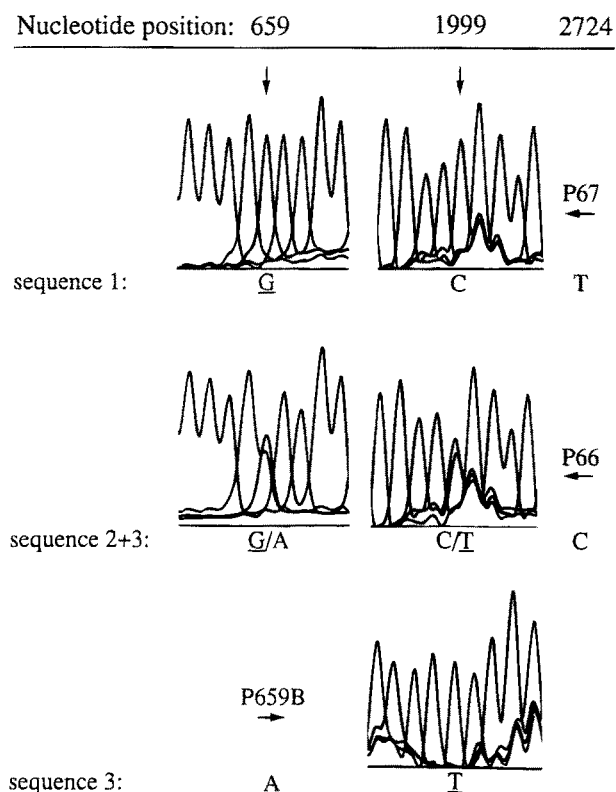 Nucleotide position: 659 1999 2724
P67
sequence 1: G C T
P66
sequence 2+3: G/A C/T C
P659B
sequence 3: A T